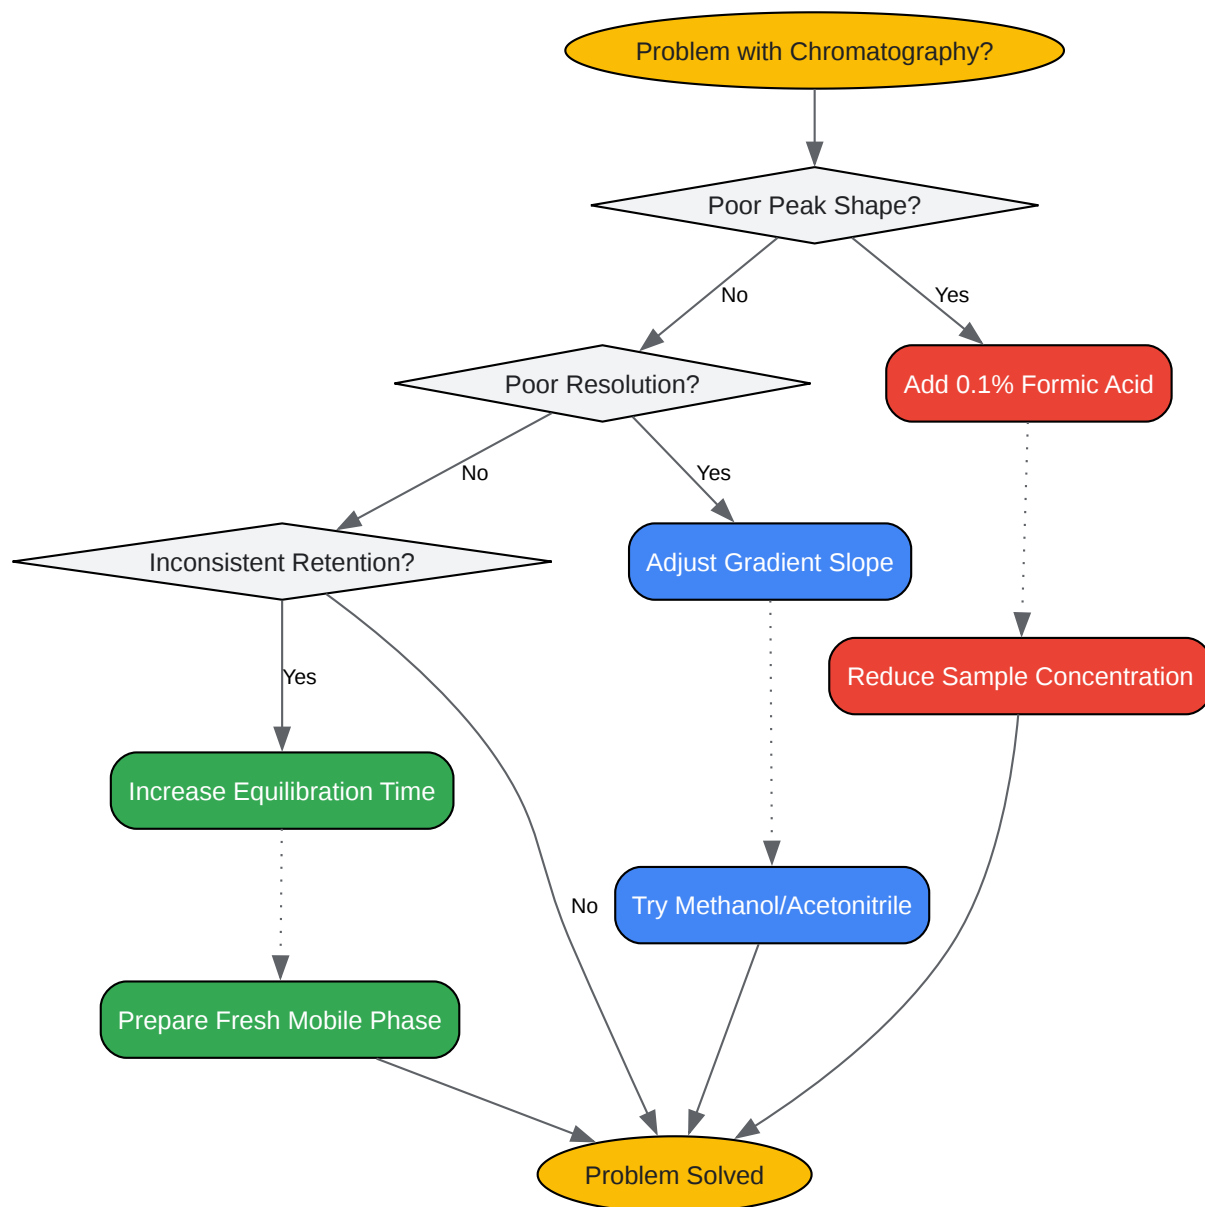 Problem with Chromatography?
Poor Peak Shape?
No
Yes
Poor Resolution?
Add 0.1% Formic Acid
No
Yes
Inconsistent Retention?
Adjust Gradient Slope
Yes
Reduce Sample Concentration
Increase Equilibration Time
No
Try Methanol/Acetonitrile
Prepare Fresh Mobile Phase
Problem Solved